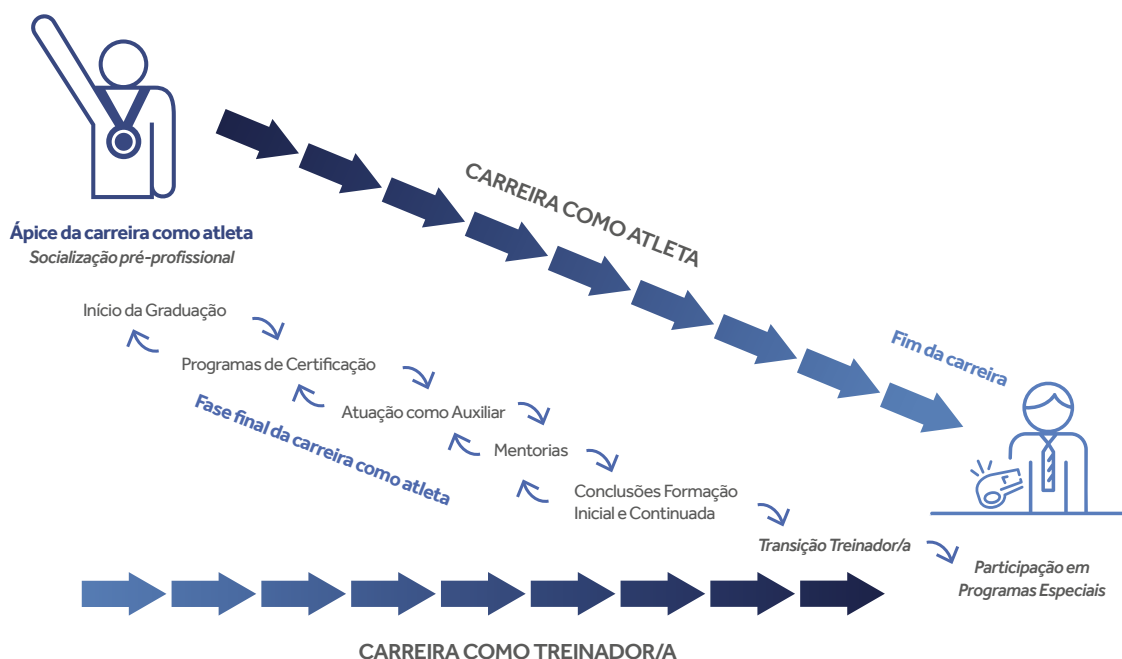 CARREIRA COMO ATLETA
Ápice da carreira como atleta
Socialização pré-profissional
Início da Graduação
Programas de Certificação
Atuação como Auxiliar
Fase final da carreira como atleta
Mentorias
Conclusões Formação
Inicial e Continuada
Fim da carreira
Transição Treinador/a
Participação em
Programas Especiais
CARREIRA COMO TREINADOR/A